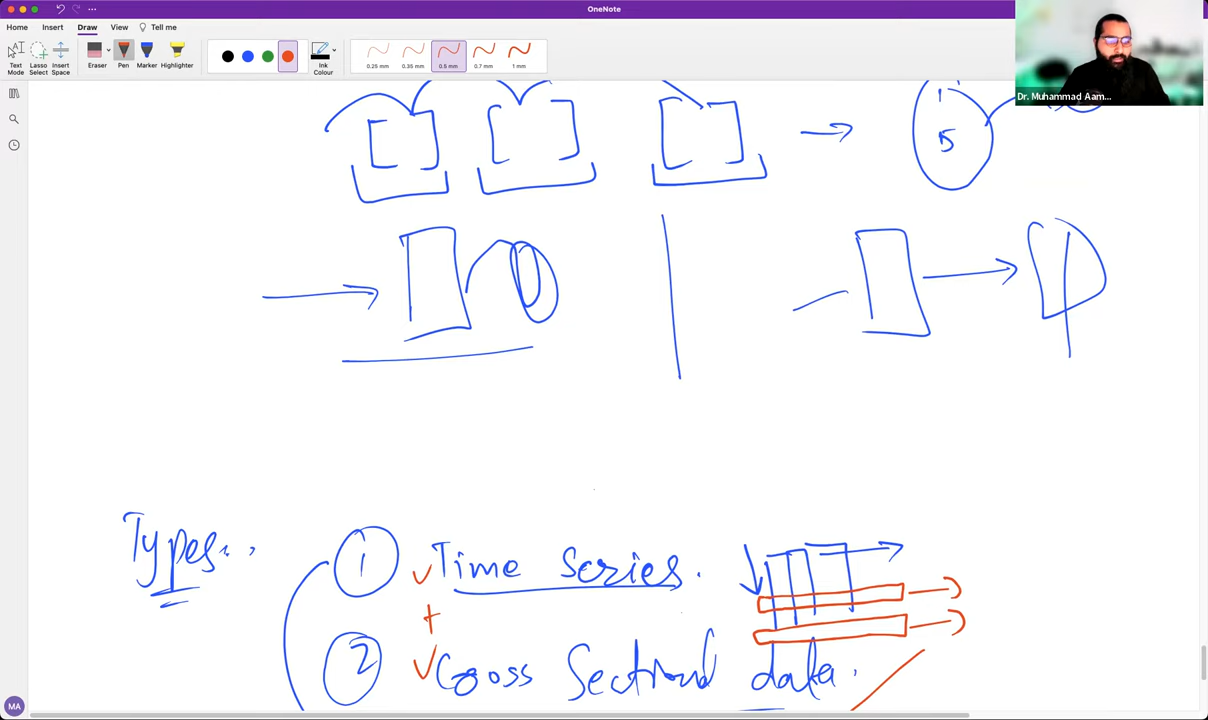 OneNote
Home Insert Draw View Tell me
Text Mode Lasso Select Insert Space Eraser Pen Marker Highlighter Ink Colour 0.25 mm 0.35 mm 0.5 mm 0.7 mm 1 mm
Dr. Muhammad Aam...
5
Types:
1 Time Series.
+
2 Cross Sectional data.
MA